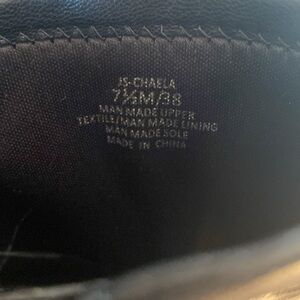 JS-CHAELA
7½M/38
MAN MADE UPPER
TEXTILE/MAN MADE LINING
MAN MADE SOLE
MADE IN CHINA